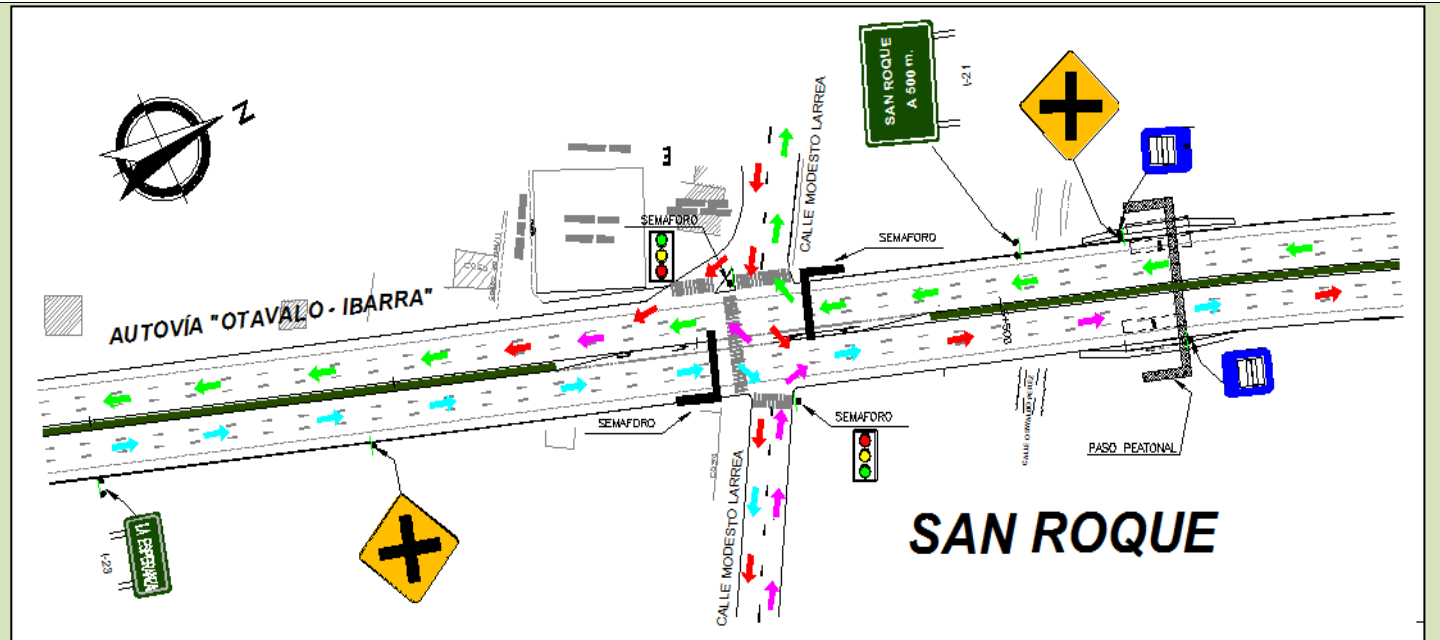 N
SAN ROQUE
A 500 m.
I-21
CALLE MODESTO LARREA
SEMAFORO
SEMAFORO
AUTOVÍA "OTAVALO - IBARRA"
SEMAFORO
SEMAFORO
PASO PEATONAL
CALLE MODESTO LARREA
SAN ROQUE
LA ESPERANZA
I-23